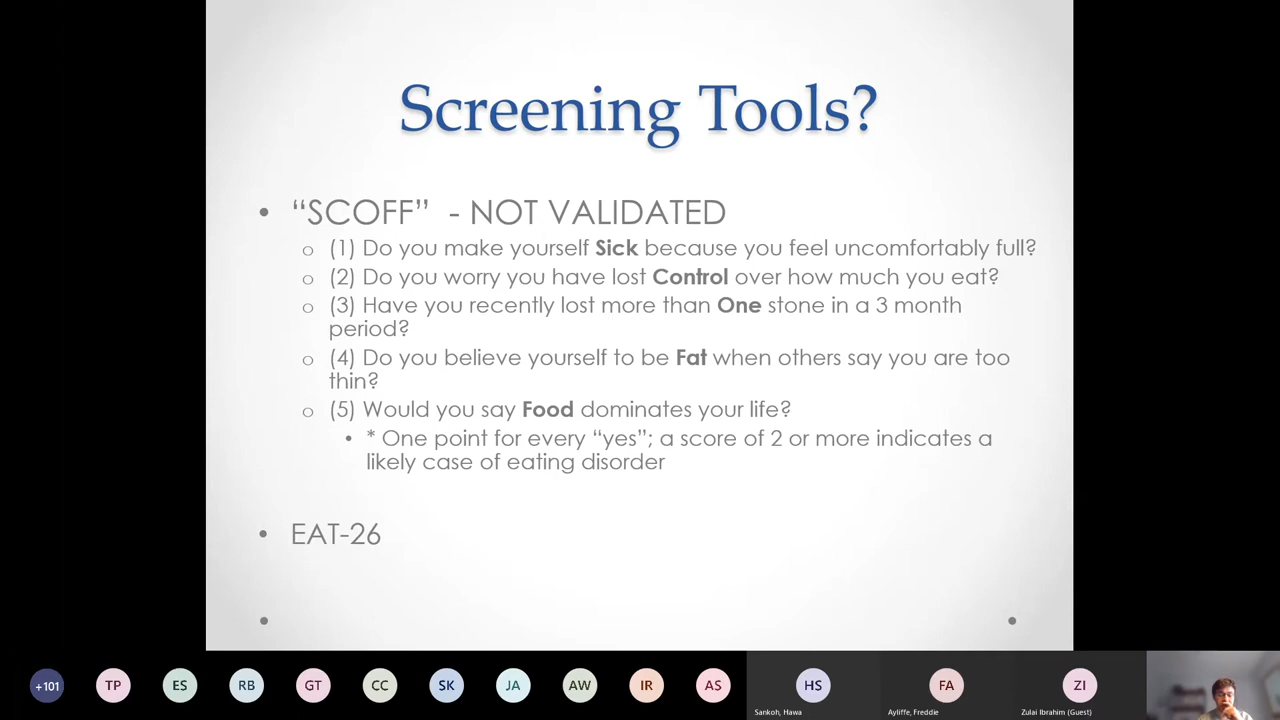 Screening Tools?
• “SCOFF” - NOT VALIDATED
o (1) Do you make yourself Sick because you feel uncomfortably full?
o (2) Do you worry you have lost Control over how much you eat?
o (3) Have you recently lost more than One stone in a 3 month
period?
o (4) Do you believe yourself to be Fat when others say you are too
thin?
o (5) Would you say Food dominates your life?
• * One point for every “yes”; a score of 2 or more indicates a
likely case of eating disorder
• EAT-26
+101 TP ES RB GT CC SK JA AW IR AS HS FA ZI
Sankoh, Hawa Ayliffe, Freddie Zulai Ibrahim (Guest)